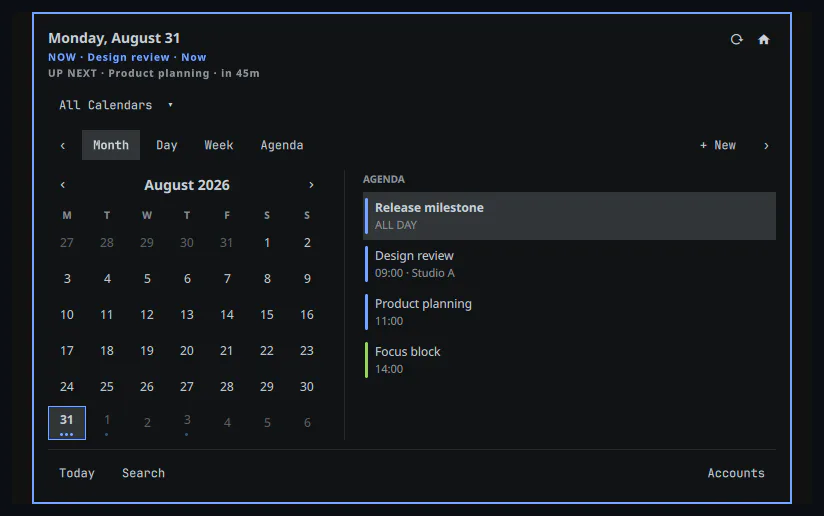 Monday, August 31
NOW · Design review · Now
UP NEXT · Product planning · in 45m
All Calendars ▾
‹ Month Day Week Agenda + New ›
‹ August 2026 ›
M T W T F S S
27 28 29 30 31 1 2
3 4 5 6 7 8 9
10 11 12 13 14 15 16
17 18 19 20 21 22 23
24 25 26 27 28 29 30
31 1 2 3 4 5 6
AGENDA
Release milestone
ALL DAY
Design review
09:00 · Studio A
Product planning
11:00
Focus block
14:00
Today Search Accounts